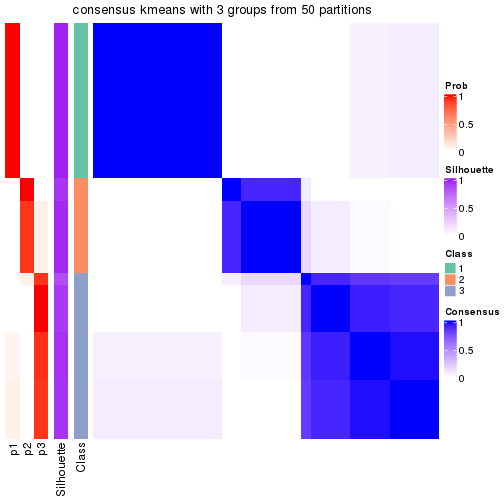 consensus kmeans with 3 groups from 50 partitions
Prob
1
0.5
0
Silhouette
1
0.5
0
Class
1
2
3
Consensus
1
0.5
0
p1
p2
p3
Silhouette
Class